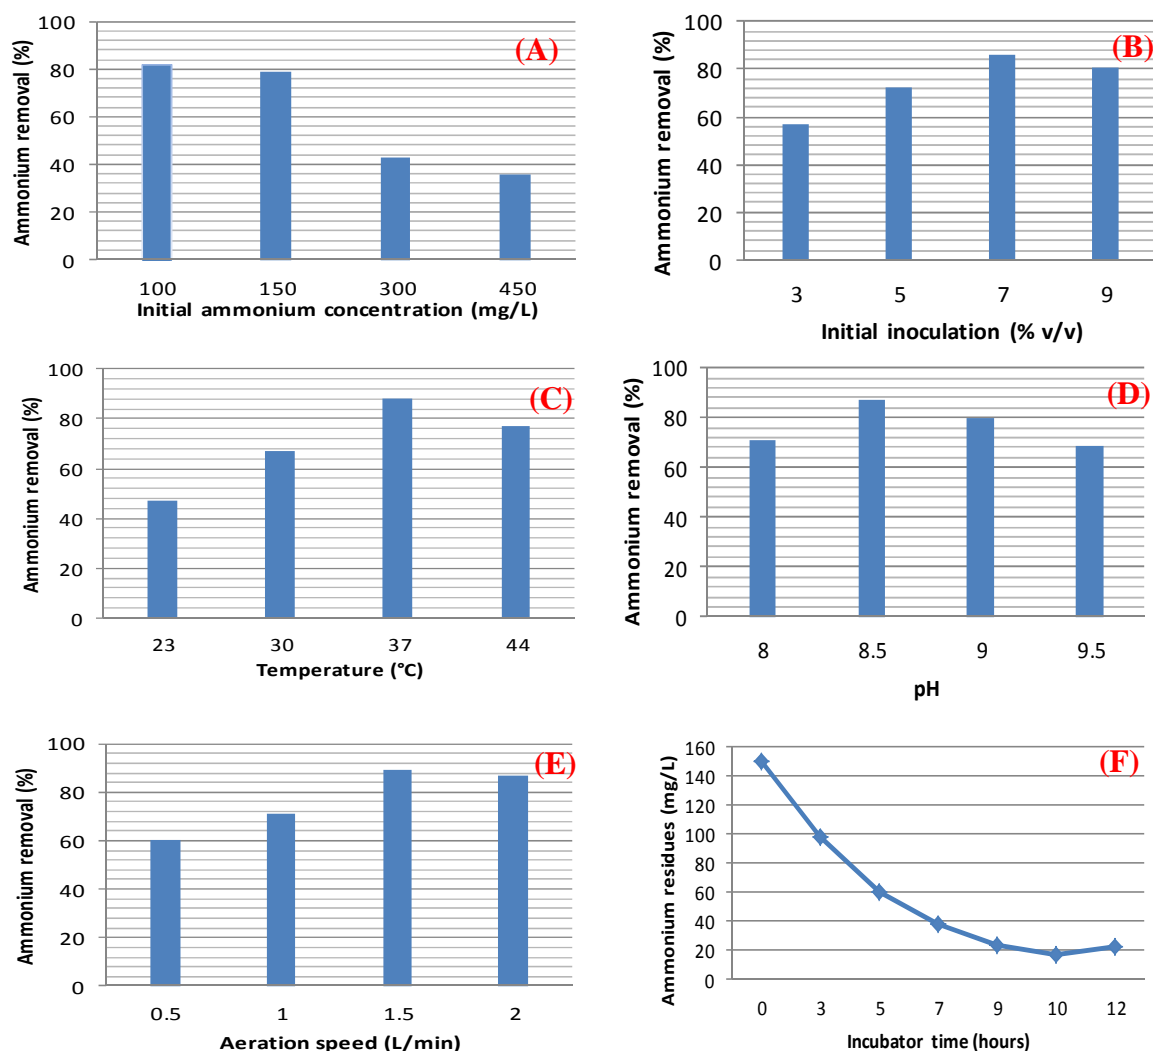 (A)
Ammonium removal (%)
100
80
60
40
20
0
100 150 300 450
Initial ammonium concentration (mg/L)
(B)
Ammonium removal (%)
100
80
60
40
20
0
3 5 7 9
Initial inoculation (% v/v)
(C)
Ammonium removal (%)
100
80
60
40
20
0
23 30 37 44
Temperature (°C)
(D)
Ammonium removal (%)
100
80
60
40
20
0
8 8.5 9 9.5
pH
(E)
Ammonium removal (%)
100
80
60
40
20
0
0.5 1 1.5 2
Aeration speed (L/min)
(F)
Ammonium residues (mg/L)
160
140
120
100
80
60
40
20
0
0 3 5 7 9 10 12
Incubator time (hours)